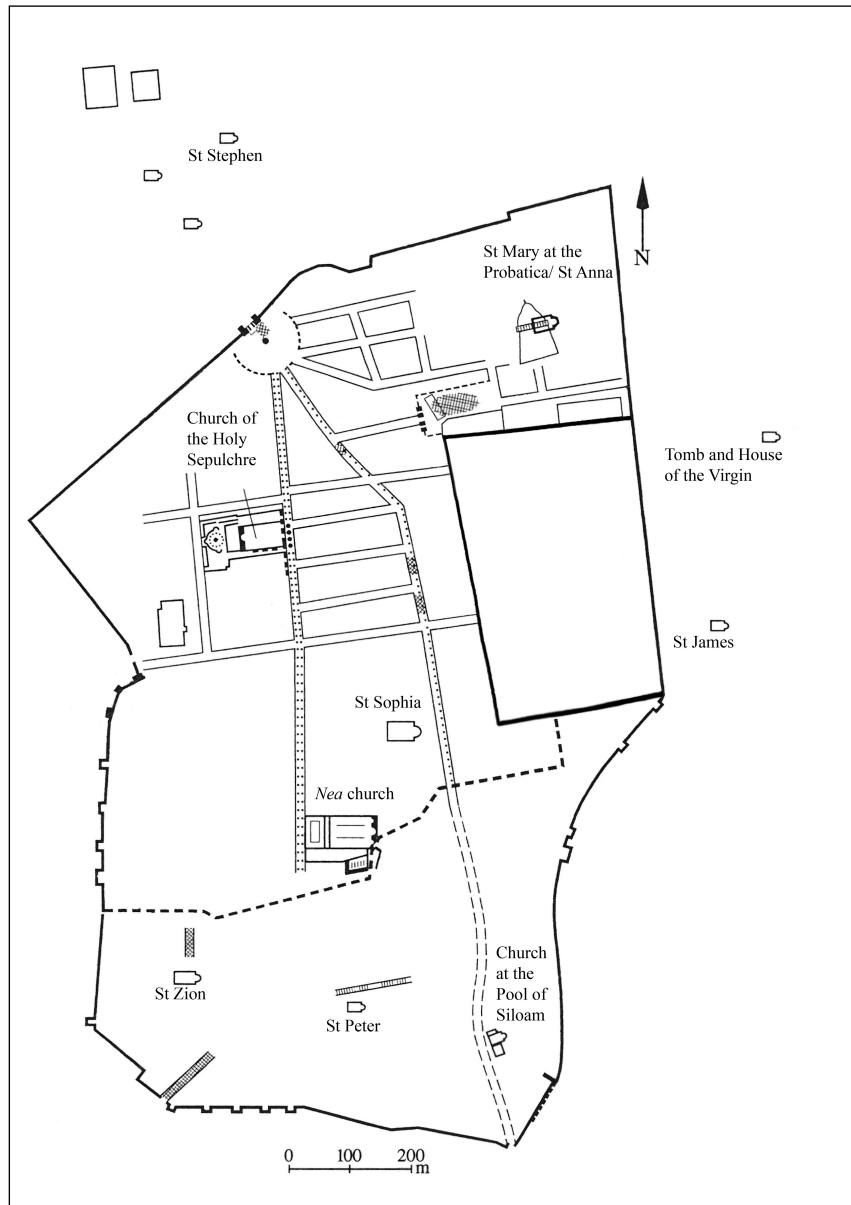 St Stephen
St Mary at the
Probatica/ St Anna
N
Church of
the Holy
Sepulchre
Tomb and House
of the Virgin
St James
St Sophia
Nea church
Church
at the
Pool of
Siloam
St Zion
St Peter
0 100 200
m